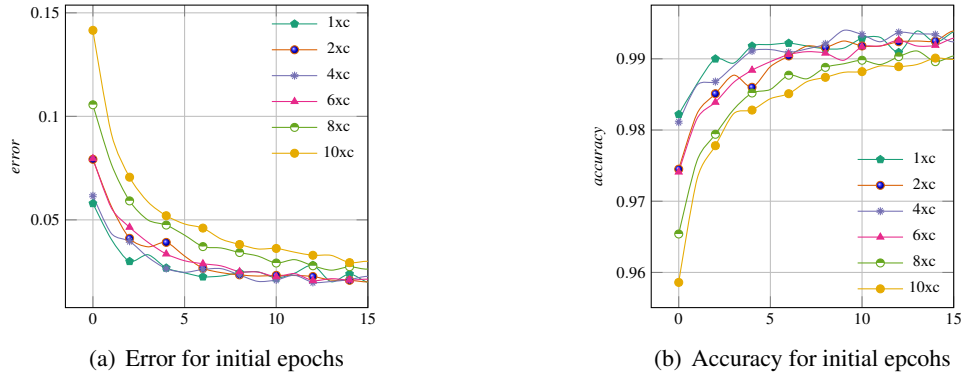 0.15
0.1
0.05
error
0
5
10
15
1xc
2xc
4xc
6xc
8xc
10xc
(a) Error for initial epochs
0.99
0.98
0.97
0.96
accuracy
0
5
10
15
1xc
2xc
4xc
6xc
8xc
10xc
(b) Accuracy for initial epcohs